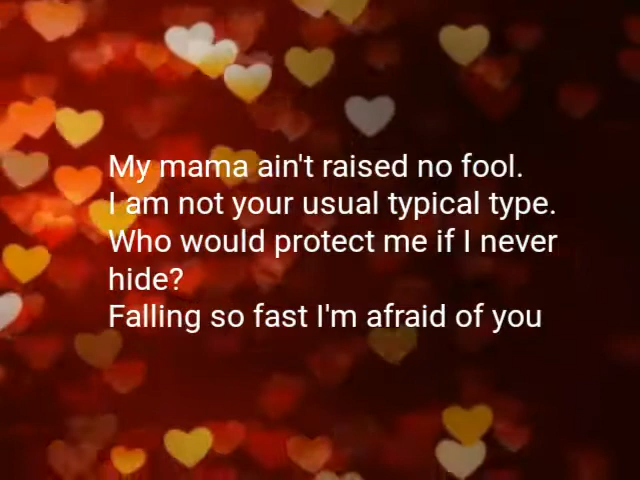 My mama ain't raised no fool.
I am not your usual typical type.
Who would protect me if I never
hide?
Falling so fast I'm afraid of you